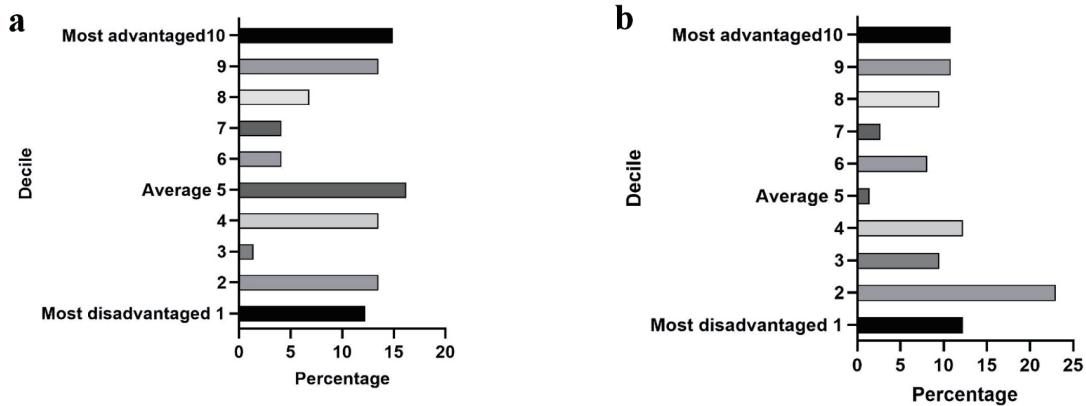 a
Most advantaged10
9
8
7
6
Average 5
4
3
2
Most disadvantaged 1
Decile
0 5 10 15 20
Percentage
b
Most advantaged10
9
8
7
6
Average 5
4
3
2
Most disadvantaged 1
Decile
0 5 10 15 20 25
Percentage